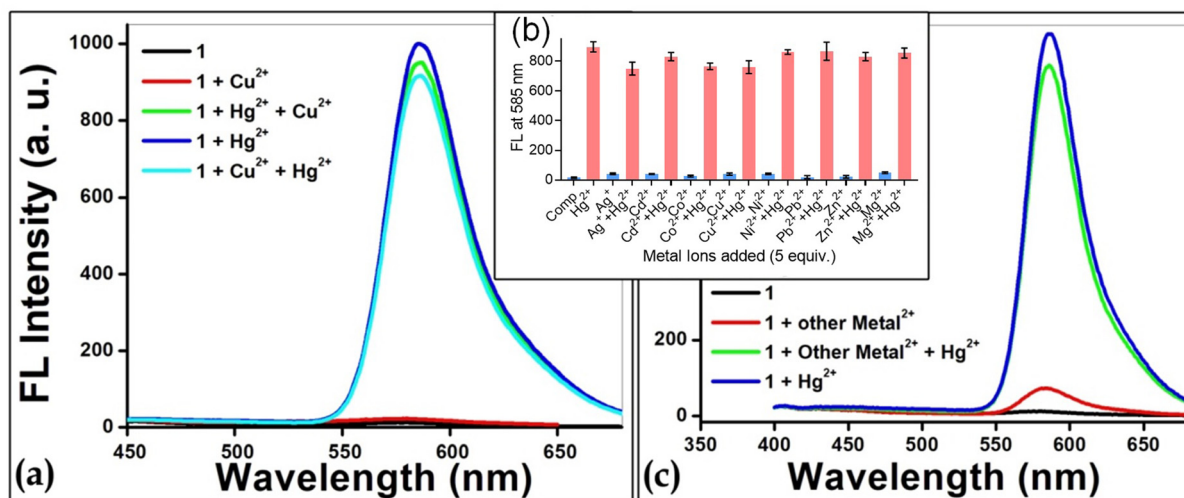 1000
800
600
400
200
0
FL Intensity (a. u.)
1
1 + Cu²⁺
1 + Hg²⁺ + Cu²⁺
1 + Hg²⁺
1 + Cu²⁺ + Hg²⁺
450
500
550
600
650
Wavelength (nm)
(a)
(b)
800
600
400
200
0
FL at 585 nm
Comp
Hg²⁺
Ag⁺
Ag⁺+Hg²⁺
Cd²⁺
Cd²⁺+Hg²⁺
Co²⁺
Co²⁺+Hg²⁺
Cu²⁺
Cu²⁺+Hg²⁺
Ni²⁺
Ni²⁺+Hg²⁺
Pb²⁺
Pb²⁺+Hg²⁺
Zn²⁺
Zn²⁺+Hg²⁺
Mg²⁺
Mg²⁺+Hg²⁺
Metal Ions added (5 equiv.)
200
0
1
1 + other Metal²⁺
1 + Other Metal²⁺ + Hg²⁺
1 + Hg²⁺
350
400
450
500
550
600
650
Wavelength (nm)
(c)